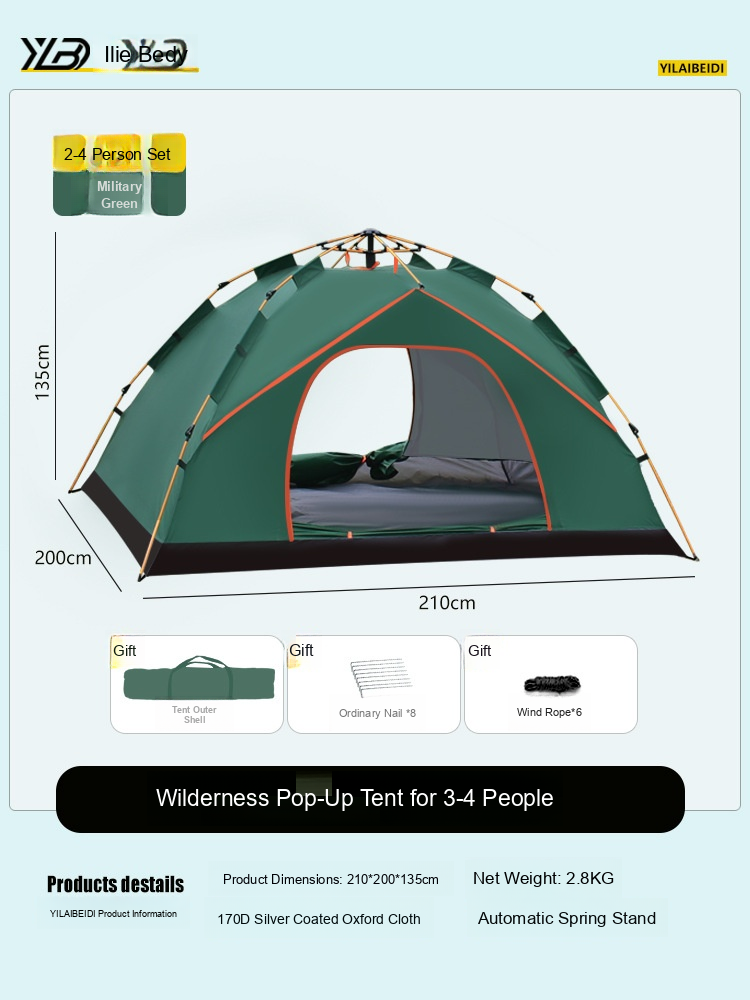 YLB Ilie Bedy
YILAIBEIDI
2-4 Person Set
Military
Green
135cm
200cm
210cm
Gift
Gift
Gift
Tent Outer
Shell
Ordinary Nail *8
Wind Rope*6
Wilderness Pop-Up Tent for 3-4 People
Products destails
YILAIBEIDI Product Information
Product Dimensions: 210*200*135cm
170D Silver Coated Oxford Cloth
Net Weight: 2.8KG
Automatic Spring Stand